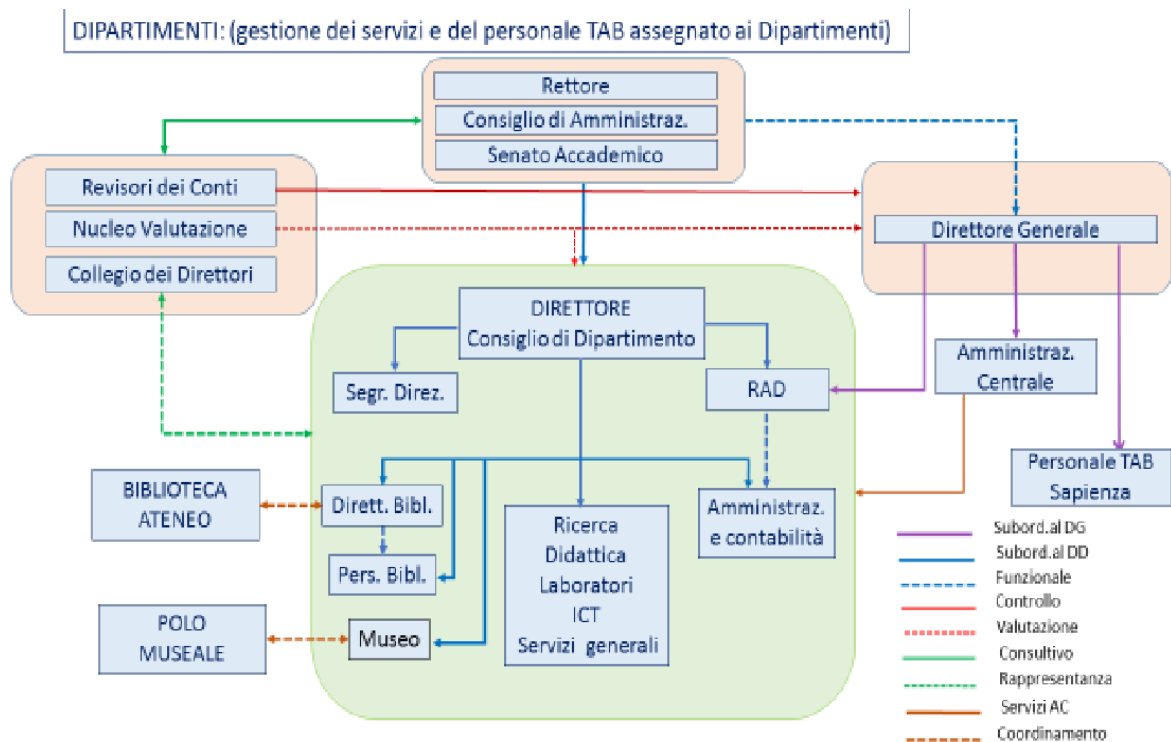 DIPARTIMENTI: (gestione dei servizi e del personale TAB assegnato ai Dipartimenti)
Rettore
Consiglio di Amministraz.
Senato Accademico
Revisori dei Conti
Nucleo Valutazione
Collegio dei Direttori
Direttore Generale
DIRETTORE
Consiglio di Dipartimento
Segr. Direz.
RAD
Amministraz.
Centrale
Personale TAB
Sapienza
BIBLIOTECA
ATENEO
Dirett. Bibl.
Pers. Bibl.
Ricerca
Didattica
Laboratori
ICT
Servizi generali
Amministraz.
e contabilità
POLO
MUSEALE
Museo
Subord.al DG
Subord.al DD
Funzionale
Controllo
Valutazione
Consultivo
Rappresentanza
Servizi AC
Coordinamento